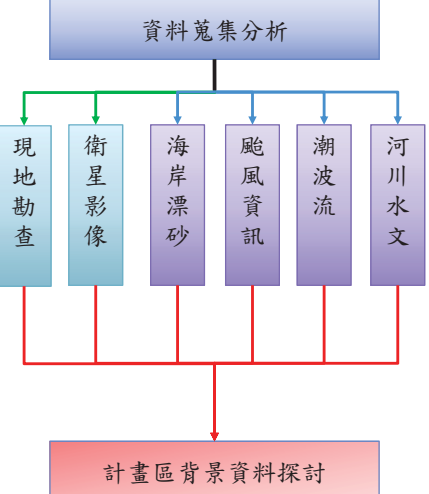 資料蒐集分析
現地勘查
衛星影像
海岸漂砂
颱風資訊
潮波流
河川水文
計畫區背景資料探討